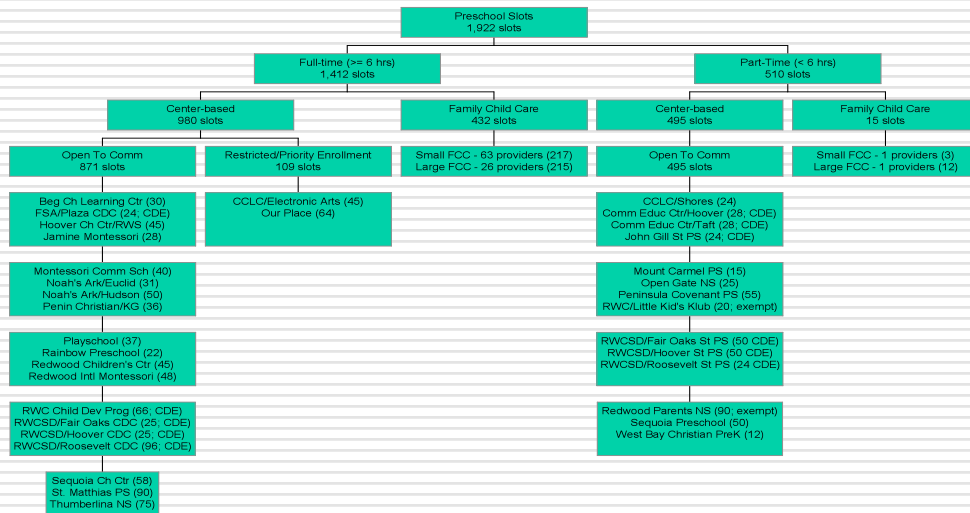 Preschool Slots
1,922 slots
Full-time (>= 6 hrs)
1,412 slots
Part-Time (< 6 hrs)
510 slots
Center-based
980 slots
Family Child Care
432 slots
Center-based
495 slots
Family Child Care
15 slots
Open To Comm
871 slots
Restricted/Priority Enrollment
109 slots
Small FCC - 63 providers (217)
Large FCC - 26 providers (215)
Open To Comm
495 slots
Small FCC - 1 providers (3)
Large FCC - 1 providers (12)
Beg Ch Learning Ctr (30)
FSA/Plaza CDC (24; CDE)
Hoover Ch Ctr/RWS (45)
Jamine Montessori (28)
CCLC/Electronic Arts (45)
Our Place (64)
CCLC/Shores (24)
Comm Educ Ctr/Hoover (28; CDE)
Comm Educ Ctr/Taft (28; CDE)
John Gill St PS (24; CDE)
Montessori Comm Sch (40)
Noah's Ark/Euclid (31)
Noah's Ark/Hudson (50)
Penin Christian/KG (36)
Mount Carmel PS (15)
Open Gate NS (25)
Peninsula Covenant PS (55)
RWC/Little Kid's Klub (20; exempt)
Playschool (37)
Rainbow Preschool (22)
Redwood Children's Ctr (45)
Redwood Intl Montessori (48)
RWCSD/Fair Oaks St PS (50 CDE)
RWCSD/Hoover St PS (50 CDE)
RWCSD/Roosevelt St PS (24 CDE)
RWC Child Dev Prog (66; CDE)
RWCSD/Fair Oaks CDC (25; CDE)
RWCSD/Hoover CDC (25; CDE)
RWCSD/Roosevelt CDC (96; CDE)
Redwood Parents NS (90; exempt)
Sequoia Preschool (50)
West Bay Christian PreK (12)
Sequoia Ch Ctr (58)
St. Matthias PS (90)
Thumberlina NS (75)